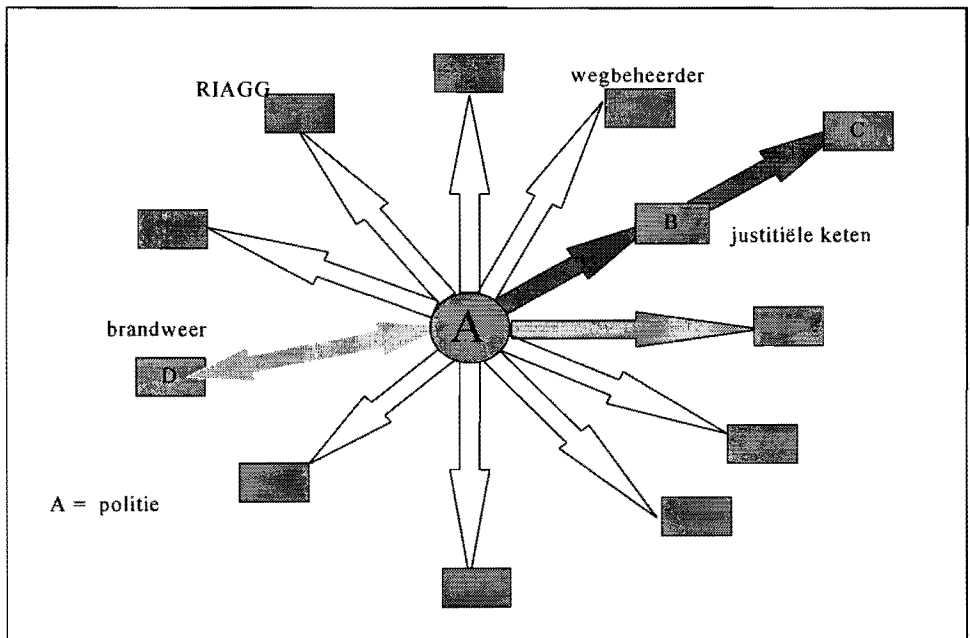 wegbeheerder
RIAGG
C
B
justitiële keten
A
brandweer
D
A = politie